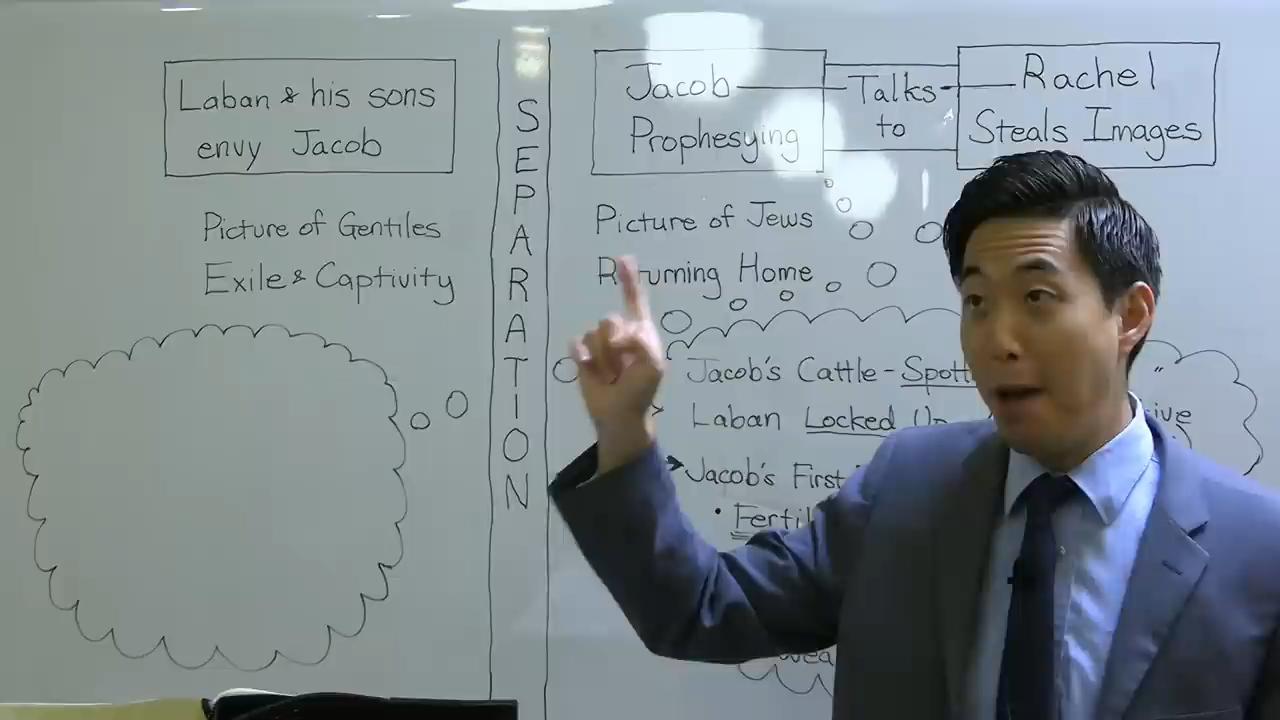 Laban & his sons
envy Jacob
Picture of Gentiles
Exile & Captivity
SEPARATION
Jacob
Prophesying
Talks
to
Rachel
Steals Images
Picture of Jews
Returning Home
Jacob's Cattle-
Laban Locked
Jacob's First